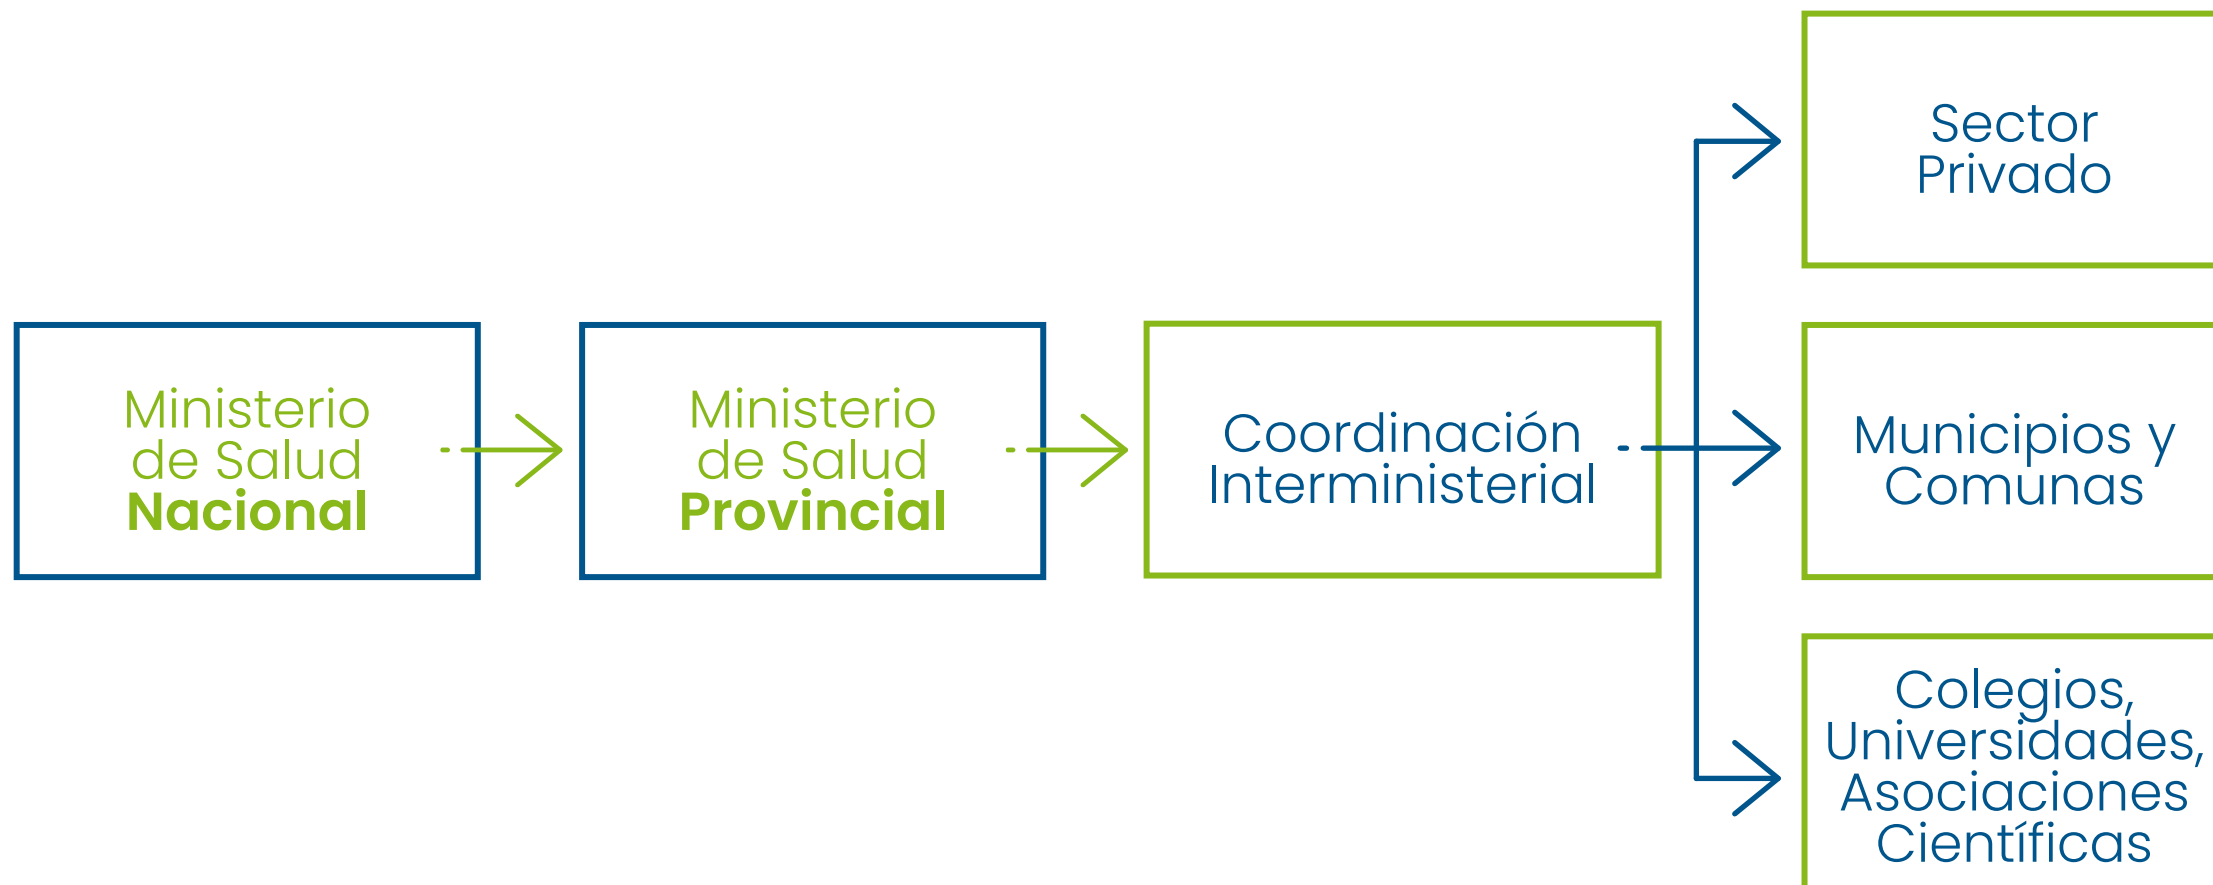 Ministerio
de Salud
Nacional
Ministerio
de Salud
Provincial
Coordinación
Interministerial
Sector
Privado
Municipios y
Comunas
Colegios,
Universidades,
Asociaciones
Científicas